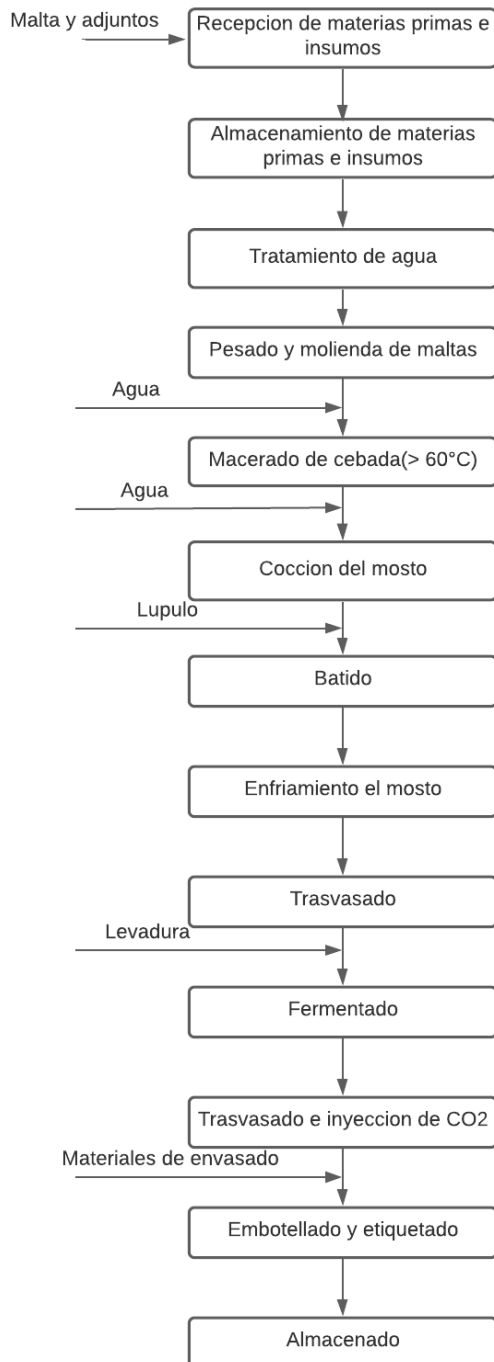 Malta y adjuntos
Recepcion de materias primas e
insumos
Almacenamiento de materias
primas e insumos
Tratamiento de agua
Pesado y molienda de maltas
Agua
Macerado de cebada(> 60°C)
Agua
Coccion del mosto
Lupulo
Batido
Enfriamiento el mosto
Trasvasado
Levadura
Fermentado
Trasvasado e inyeccion de CO2
Materiales de envasado
Embotellado y etiquetado
Almacenado